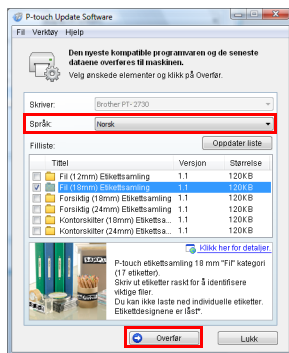 P-touch Update Software
Fil Verktøy Hjelp
Den nyeste kompatible programvaren og de seneste
dataene overføres til maskinen.
Velg ønskede elementer og klikk på Overfør.
Skriver: Brother PT-2730
Språk: Norsk
Filliste: Oppdater liste
Tittel Versjon Størrelse
Fil (12mm) Etikettsamling 1.1 120KB
Fil (18mm) Etikettsamling 1.1 120KB
Forsiktig (18mm) Etikettsamling 1.1 120KB
Forsiktig (24mm) Etikettsamling 1.1 120KB
Kontorskilter (18mm) Etikettsa... 1.1 120KB
Kontorskilter (24mm) Etikettsa... 1.1 120KB
Klikk her for detaljer.
P-touch etikettsamling 18 mm "Fil" kategori
(17 etiketter).
Skriv ut etiketter raskt for å identifisere
viktige filer.
Du kan ikke laste ned individuelle etiketter.
Etikettdesignene er låst*.
Overfør Lukk